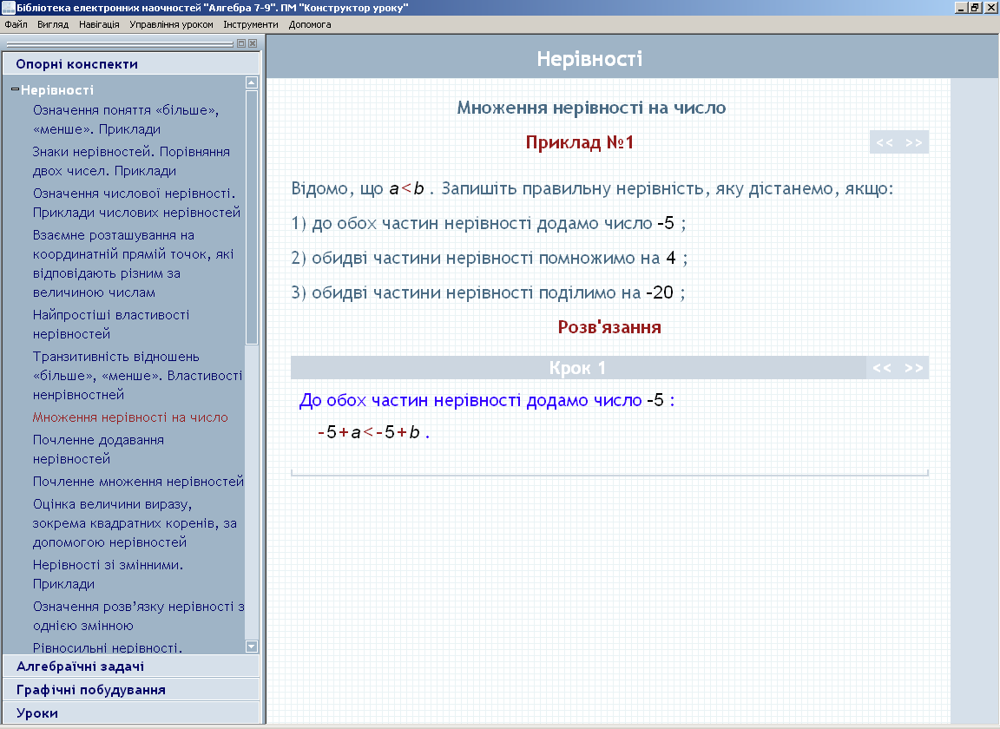 Бібліотека електронних наочностей "Алгебра 7-9". ПМ "Конструктор уроку"
Файл Вигляд Навігація Управління уроком Інструменти Допомога
Опорні конспекти
Нерівності
Означення поняття «більше»,
«менше». Приклади
Знаки нерівностей. Порівняння
двох чисел. Приклади
Означення числової нерівності.
Приклади числових нерівностей
Взаємне розташування на
координатній прямій точок, які
відповідають різним за
величиною числам
Найпростіші властивості
нерівностей
Транзитивність відношень
«більше», «менше». Властивості
ненрівностней
Множення нерівності на число
Почленне додавання
нерівностей
Почленне множення нерівностей
Оцінка величини виразу,
зокрема квадратних коренів, за
допомогою нерівностей
Нерівності зі змінними.
Приклади
Означення розв'язку нерівності з
однією змінною
Рівносильні нерівності.
Алгебраїчні задачі
Графічні побудування
Уроки
Нерівності
Множення нерівності на число
Приклад №1
<< >>
Відомо, що a<b . Запишіть правильну нерівність, яку дістанемо, якщо:
1) до обох частин нерівності додамо число -5 ;
2) обидві частини нерівності помножимо на 4 ;
3) обидві частини нерівності поділимо на -20 ;
Розв'язання
Крок 1 << >>
До обох частин нерівності додамо число -5 :
-5+a<-5+b .